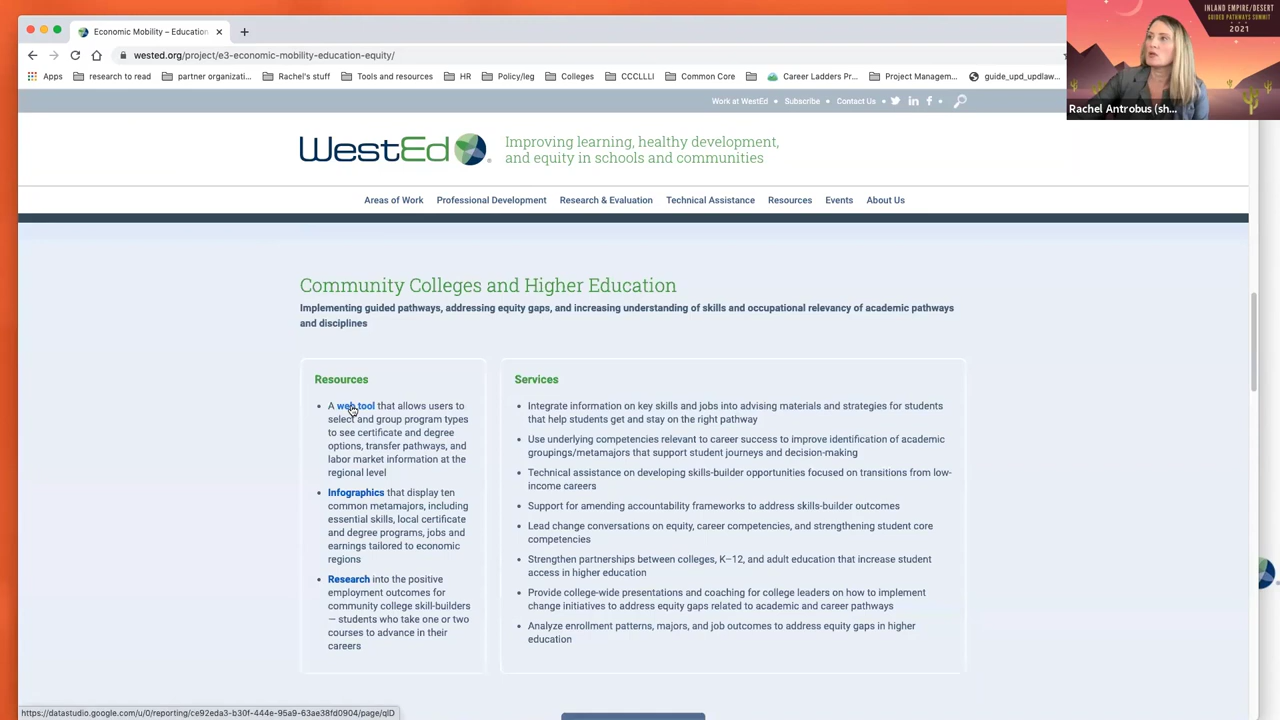 Economic Mobility – Education
wested.org/project/e3-economic-mobility-education-equity/
Apps research to read partner organizati... Rachel's stuff Tools and resources HR Policy/leg Colleges CCCLLLI Common Core Career Ladders Pr... Project Managem... guide_upd_updlaw...
INLAND EMPIRE/DESERT
GUIDED PATHWAYS SUMMIT
2021
Rachel Antrobus (sh...
Work at WestEd • Subscribe • Contact Us
WestEd
Improving learning, healthy development,
and equity in schools and communities
Areas of Work Professional Development Research & Evaluation Technical Assistance Resources Events About Us
Community Colleges and Higher Education
Implementing guided pathways, addressing equity gaps, and increasing understanding of skills and occupational relevancy of academic pathways
and disciplines
Resources
• A web tool that allows users to
select and group program types
to see certificate and degree
options, transfer pathways, and
labor market information at the
regional level
• Infographics that display ten
common metamajors, including
essential skills, local certificate
and degree programs, jobs and
earnings tailored to economic
regions
• Research into the positive
employment outcomes for
community college skill-builders
— students who take one or two
courses to advance in their
careers
Services
• Integrate information on key skills and jobs into advising materials and strategies for students
that help students get and stay on the right pathway
• Use underlying competencies relevant to career success to improve identification of academic
groupings/metamajors that support student journeys and decision-making
• Technical assistance on developing skills-builder opportunities focused on transitions from low-
income careers
• Support for amending accountability frameworks to address skills-builder outcomes
• Lead change conversations on equity, career competencies, and strengthening student core
competencies
• Strengthen partnerships between colleges, K–12, and adult education that increase student
access in higher education
• Provide college-wide presentations and coaching for college leaders on how to implement
change initiatives to address equity gaps related to academic and career pathways
• Analyze enrollment patterns, majors, and job outcomes to address equity gaps in higher
education
https://datastudio.google.com/u/0/reporting/ce92eda3-b30f-444e-95a9-63ae38fd0904/page/qlD